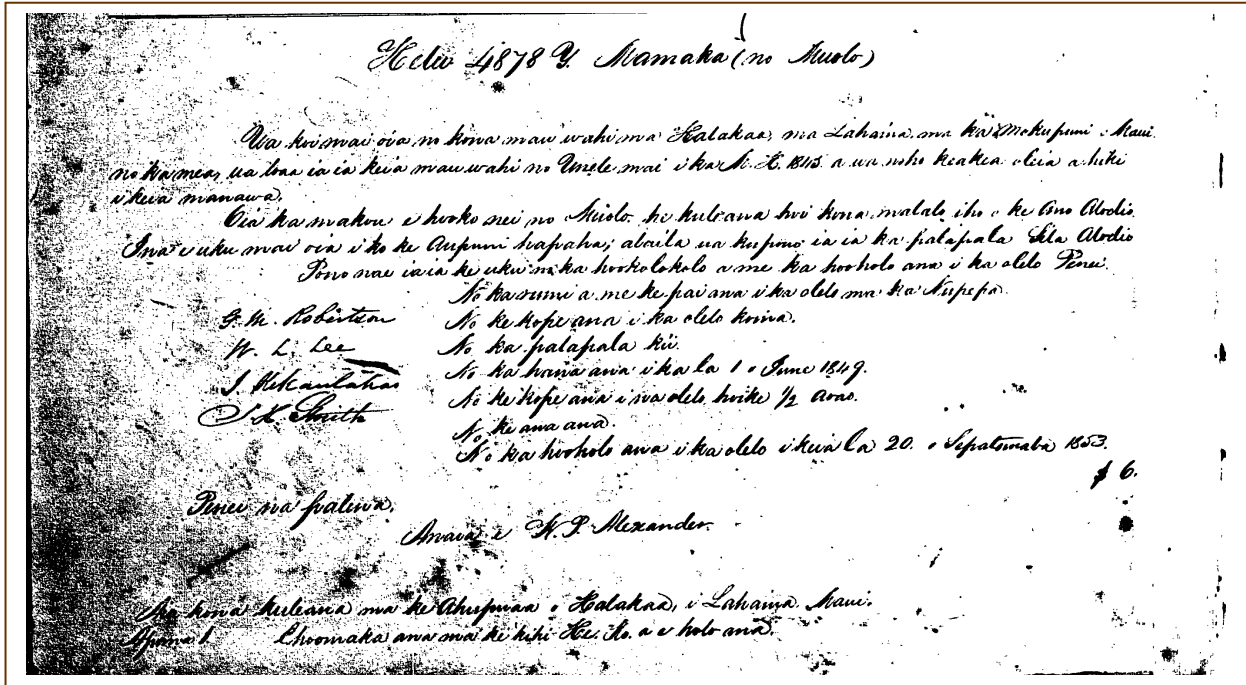 Helu 4878 Y. Mamaka (no Muolo)
Ua koi mai oia no kona mau wahi ma Halakaa, ma Lahaina ma ka mokupuni o Maui
no ka mea, ua loaa ia ia keia mau wahi no Umele mai i ka M. H. 1845. a ua noho keakea oleia a hiki
i keia manawa.
Oia ka makou e hooko nei no Muolo he kuleana hoi kona malalo iho o ke Ano Alodio.
Ina e uku mai oia i ko ke Aupuni hapaha; alaila ua kupono ia ia ka palapala Sila Alodio
Pono nae ia ia ke uku i ka hookolokolo a me ka hooholo ana i ka olelo Penei.
No ka rumi a me ke pai ana i ka olelo ma ka Nupepa.
G. M. Robertson No ke kope ana i ka olelo koina.
W. L. Lee No ka palapala kii.
J. Kekaulahao No ka hana ana i ka la 1 o June 1849.
J. H. Smith No ke kope ana i na olelo hoike 1/2 aoao.
No ke ana ana.
No ka hooholo ana i ka olelo i keia la 20. o Sepatemaba 1853.
$ 6.
Penei na palena.
Anaia e W. P. Alexander.
Ma kona kuleana ma ke Ahupuaa o Halakaa, i Lahaina Maui.
Apana 1. E hoomaka ana ma ke kihi He. Ko. a e holo ana.